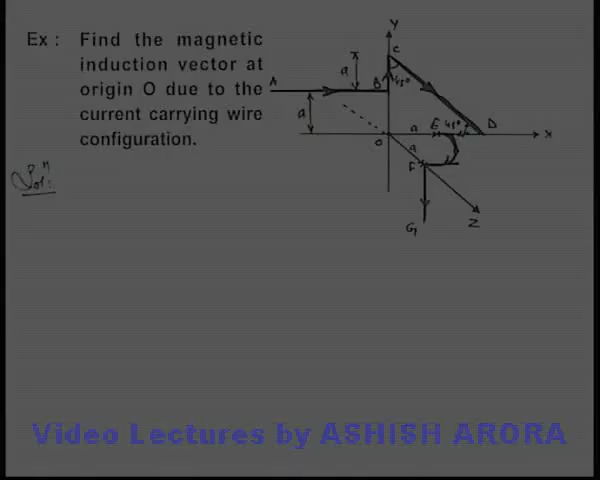 Ex : Find the magnetic
induction vector at
origin O due to the
current carrying wire
configuration.
Solⁿ:
Y
C
a
45°
A
B
a
a
E
45°
D
X
O
a
F
G
Z
Video Lectures by ASHISH ARORA